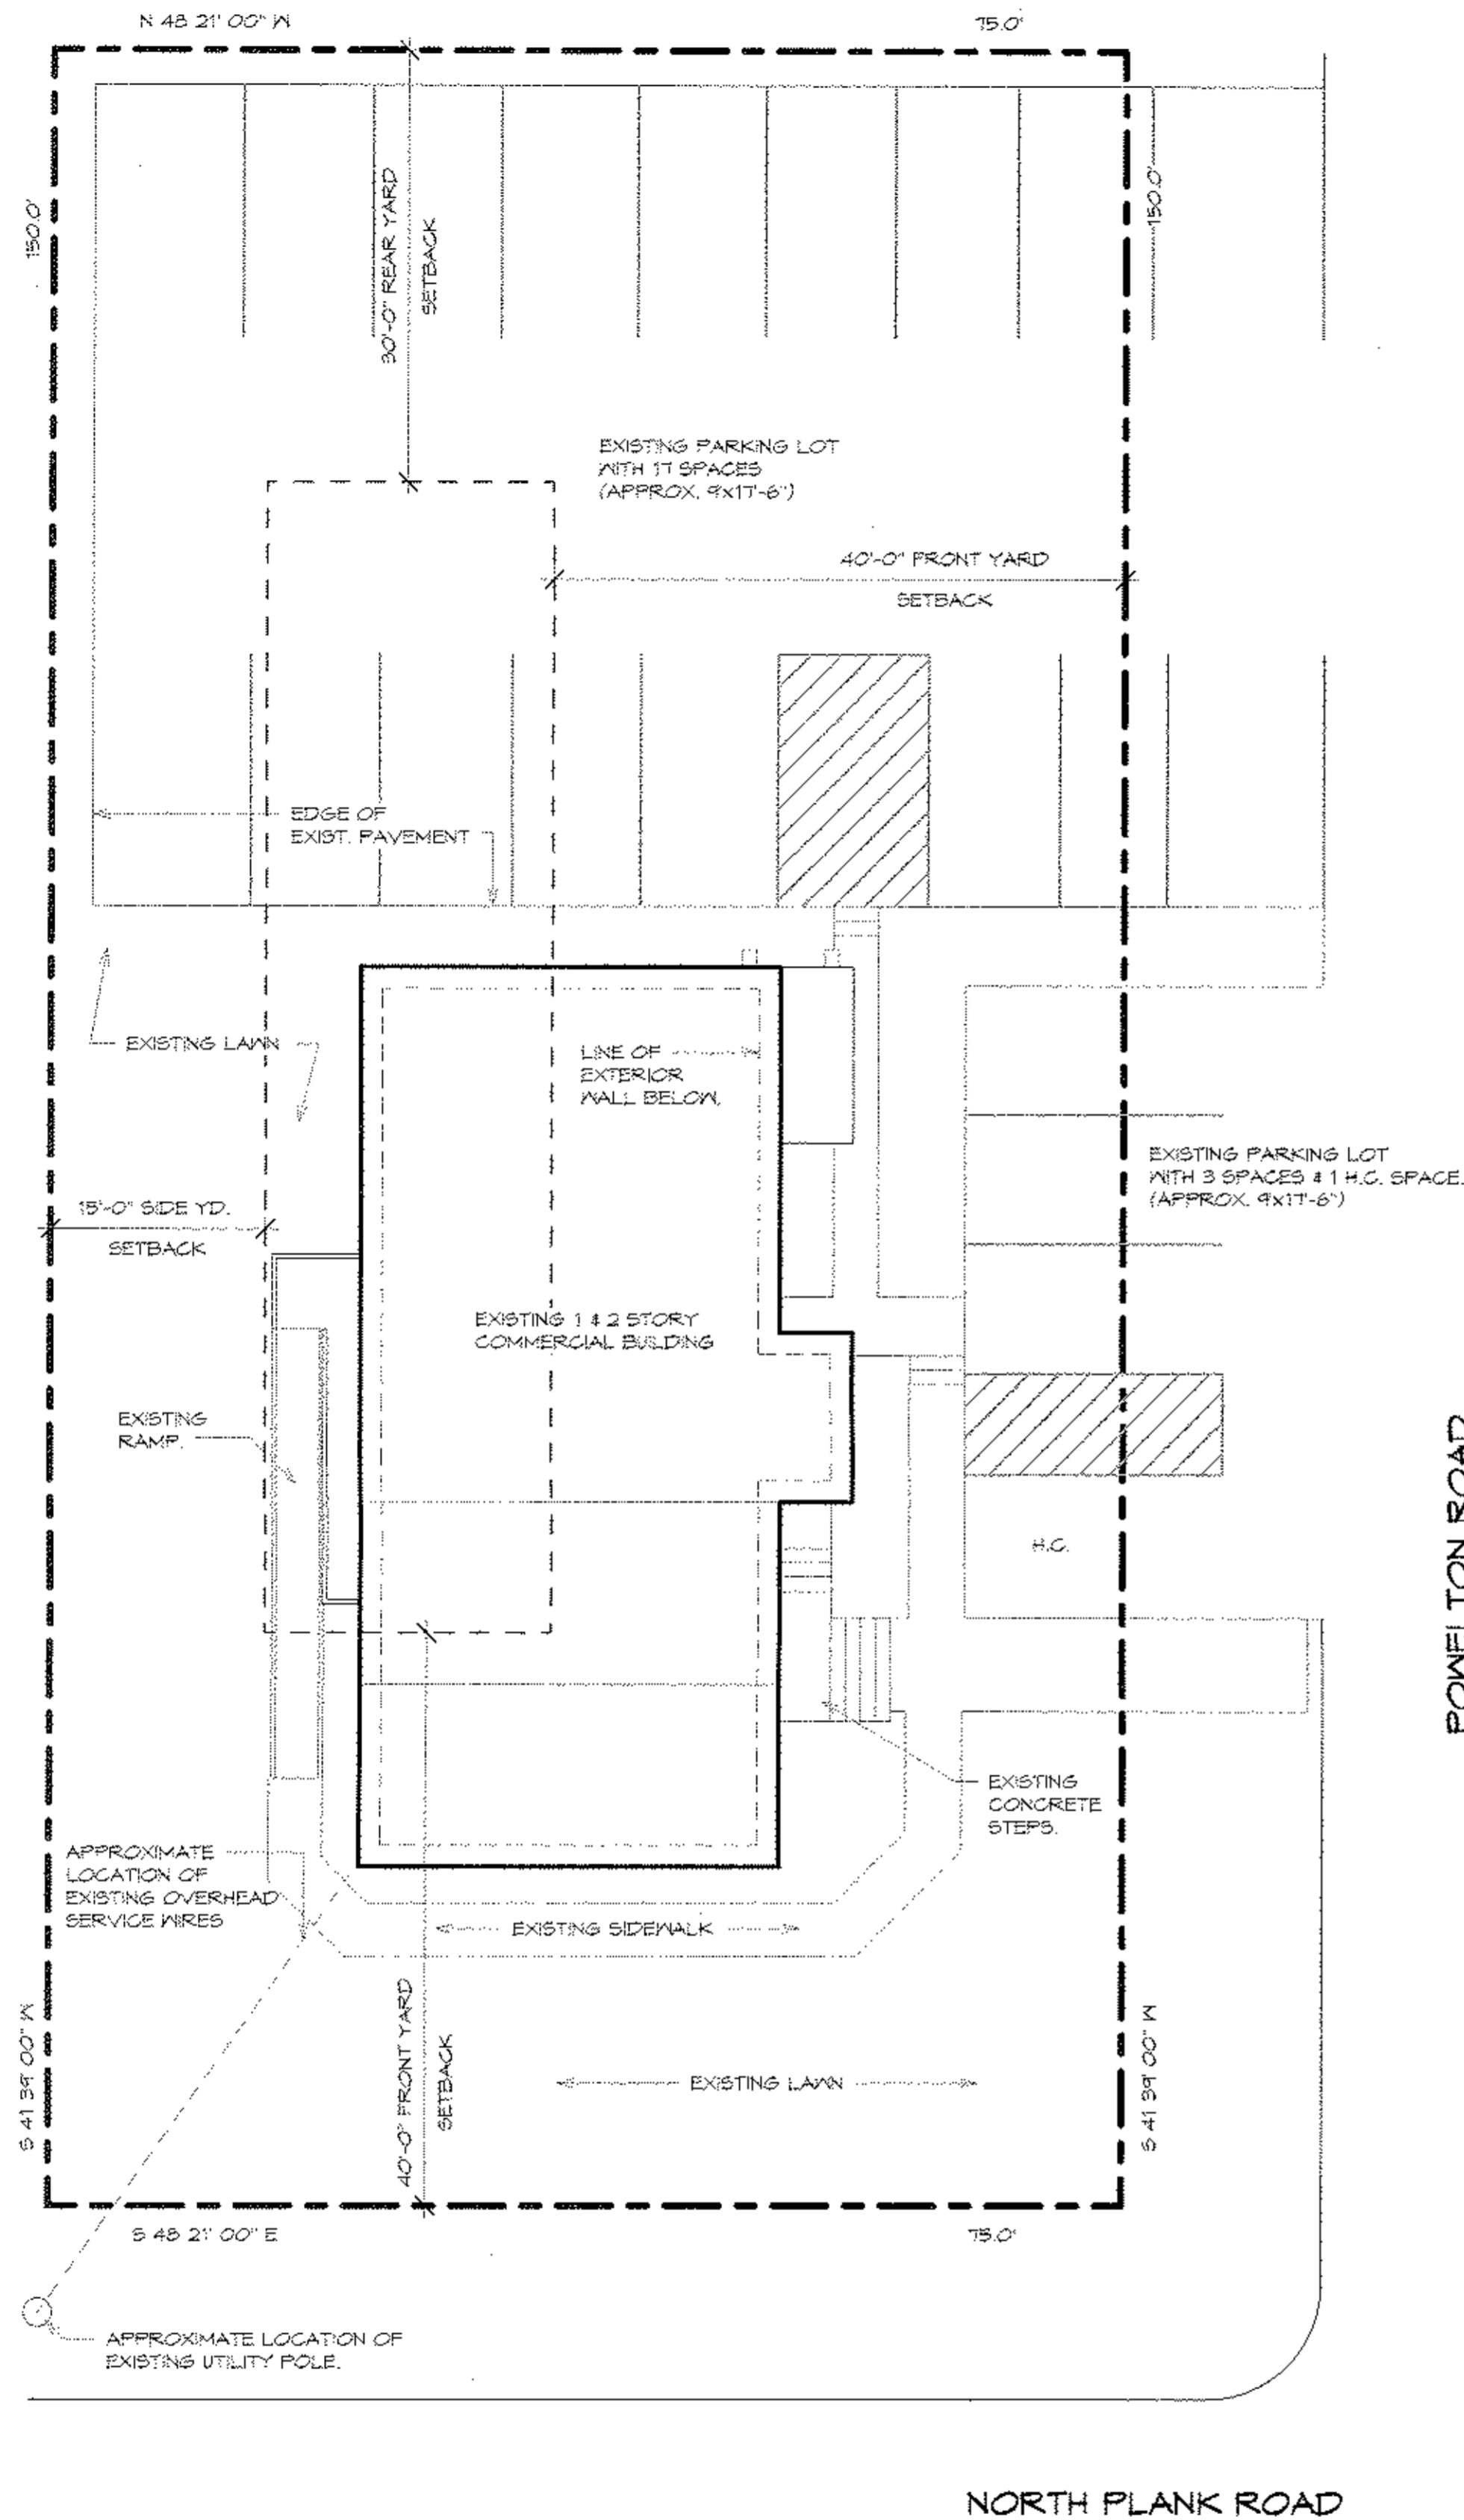 N 48 21' 00" W
75.0'
150.0'
150.0'
30'-0" REAR YARD
SETBACK
EXISTING PARKING LOT
WITH 17 SPACES
(APPROX. 9x17'-6")
40'-0" FRONT YARD
SETBACK
EDGE OF
EXIST. PAVEMENT
EXISTING LAWN
LINE OF
EXTERIOR
WALL BELOW.
EXISTING PARKING LOT
WITH 3 SPACES & 1 H.C. SPACE.
(APPROX. 9x17'-6")
15'-0" SIDE YD.
SETBACK
EXISTING 1 & 2 STORY
COMMERCIAL BUILDING
EXISTING
RAMP.
H.C.
POWELTON ROAD
EXISTING
CONCRETE
STEPS.
APPROXIMATE
LOCATION OF
EXISTING OVERHEAD
SERVICE WIRES
EXISTING SIDEWALK
40'-0" FRONT YARD
SETBACK
EXISTING LAWN
S 41 39' 00" W
S 41 39' 00" W
S 48 21' 00" E
75.0'
APPROXIMATE LOCATION OF
EXISTING UTILITY POLE.
NORTH PLANK ROAD